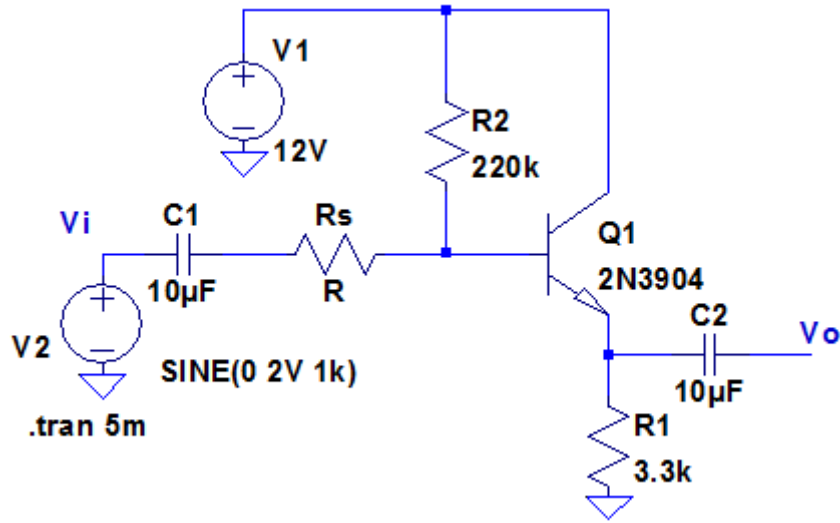 V1
12V
R2
220k
Vi
C1
10µF
Rs
R
Q1
2N3904
V2
SINE(0 2V 1k)
.tran 5m
C2
10µF
Vo
R1
3.3k